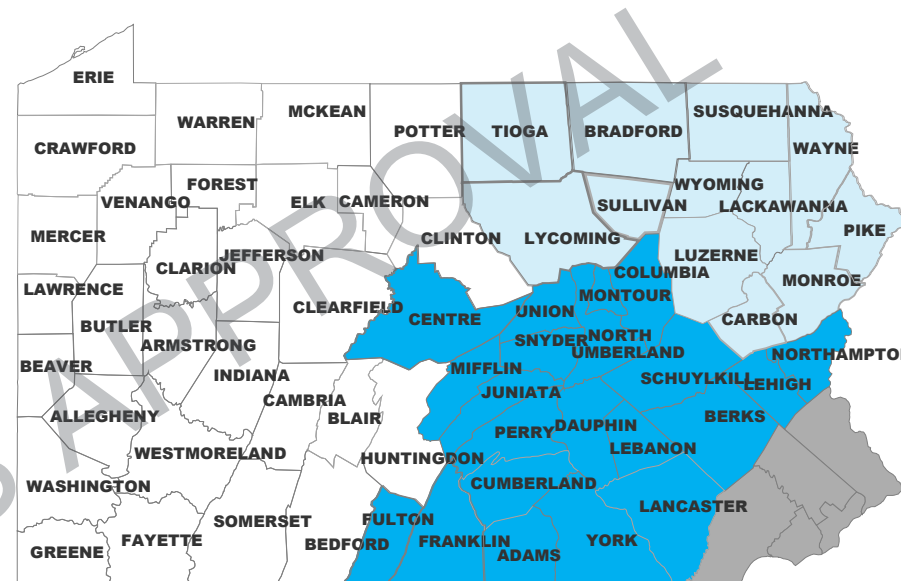 ERIE
WARREN
MCKEAN
POTTER
TIOGA
BRADFORD
SUSQUEHANNA
WAYNE
CRAWFORD
FOREST
VENANGO
ELK
CAMERON
SULLIVAN
WYOMING
LACKAWANNA
PIKE
MERCER
CLINTON
LYCOMING
JEFFERSON
CLARION
LUZERNE
COLUMBIA
MONROE
LAWRENCE
CLEARFIELD
MONTOUR
UNION
CENTRE
CARBON
BUTLER
ARMSTRONG
SNYDER
NORTH
UMBERLAND
NORTHAMPTO
BEAVER
INDIANA
MIFFLIN
SCHUYLKILL
LEHIGH
JUNIATA
CAMBRIA
BLAIR
ALLEGHENY
BERKS
PERRY
DAUPHIN
LEBANON
WESTMORELAND
HUNTINGDON
WASHINGTON
CUMBERLAND
LANCASTER
SOMERSET
FULTON
GREENE
FAYETTE
BEDFORD
FRANKLIN
ADAMS
YORK
S APPROVAL